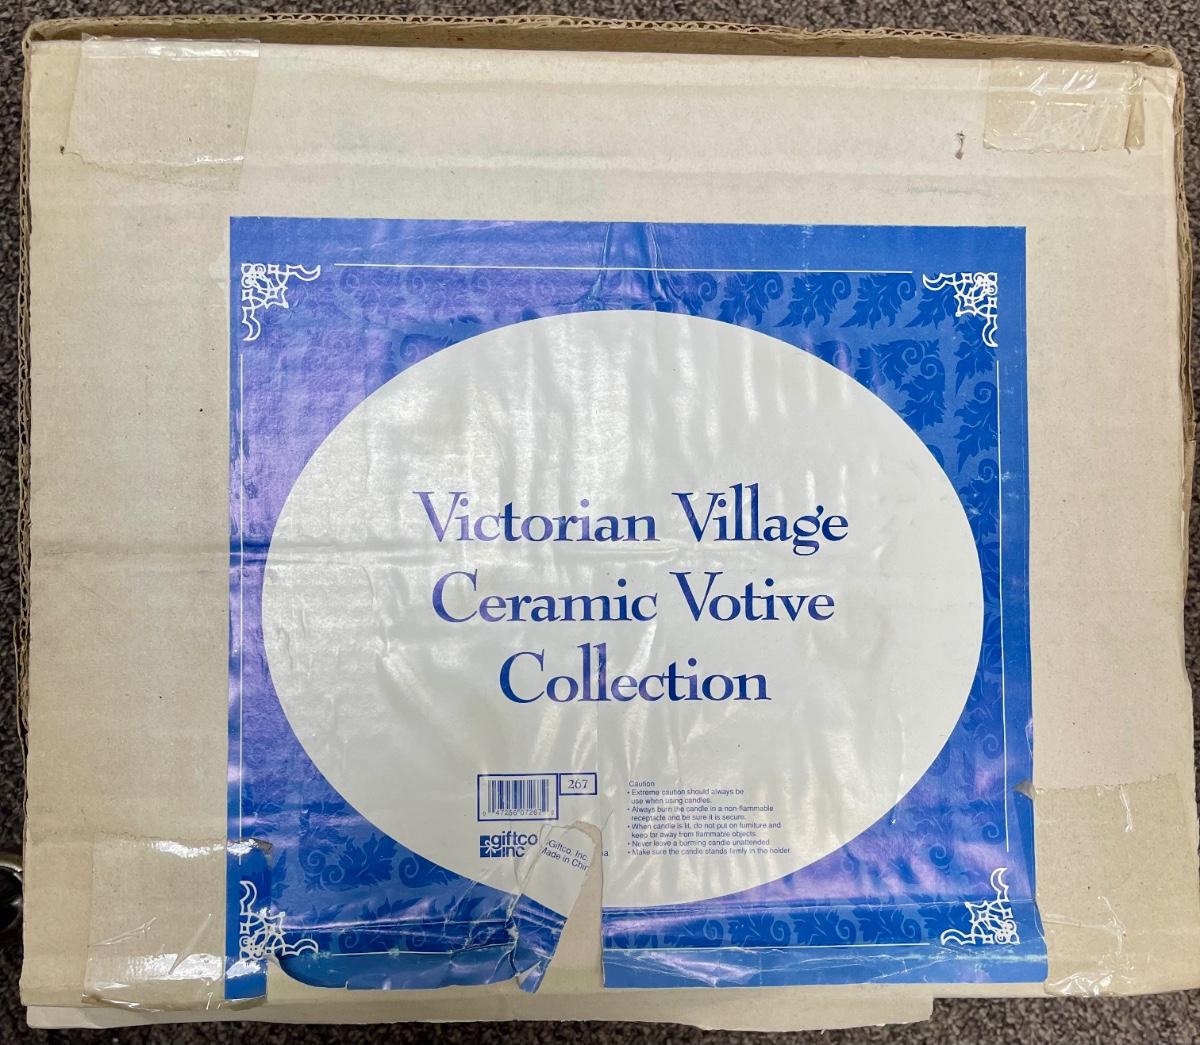 Victorian Village
Ceramic Votive
Collection
267
giftco
inc
Giftco, Inc.
Made in Chin
Caution
• Extreme caution should always be
use when using candles.
• Always burn the candle in a non-flammable
receptacle and be sure it is secure.
• When candle is lit, do not put on furniture and
keep far away from flammable objects.
• Never leave a burning candle unattended.
• Make sure the candle stands firmly in the holder.